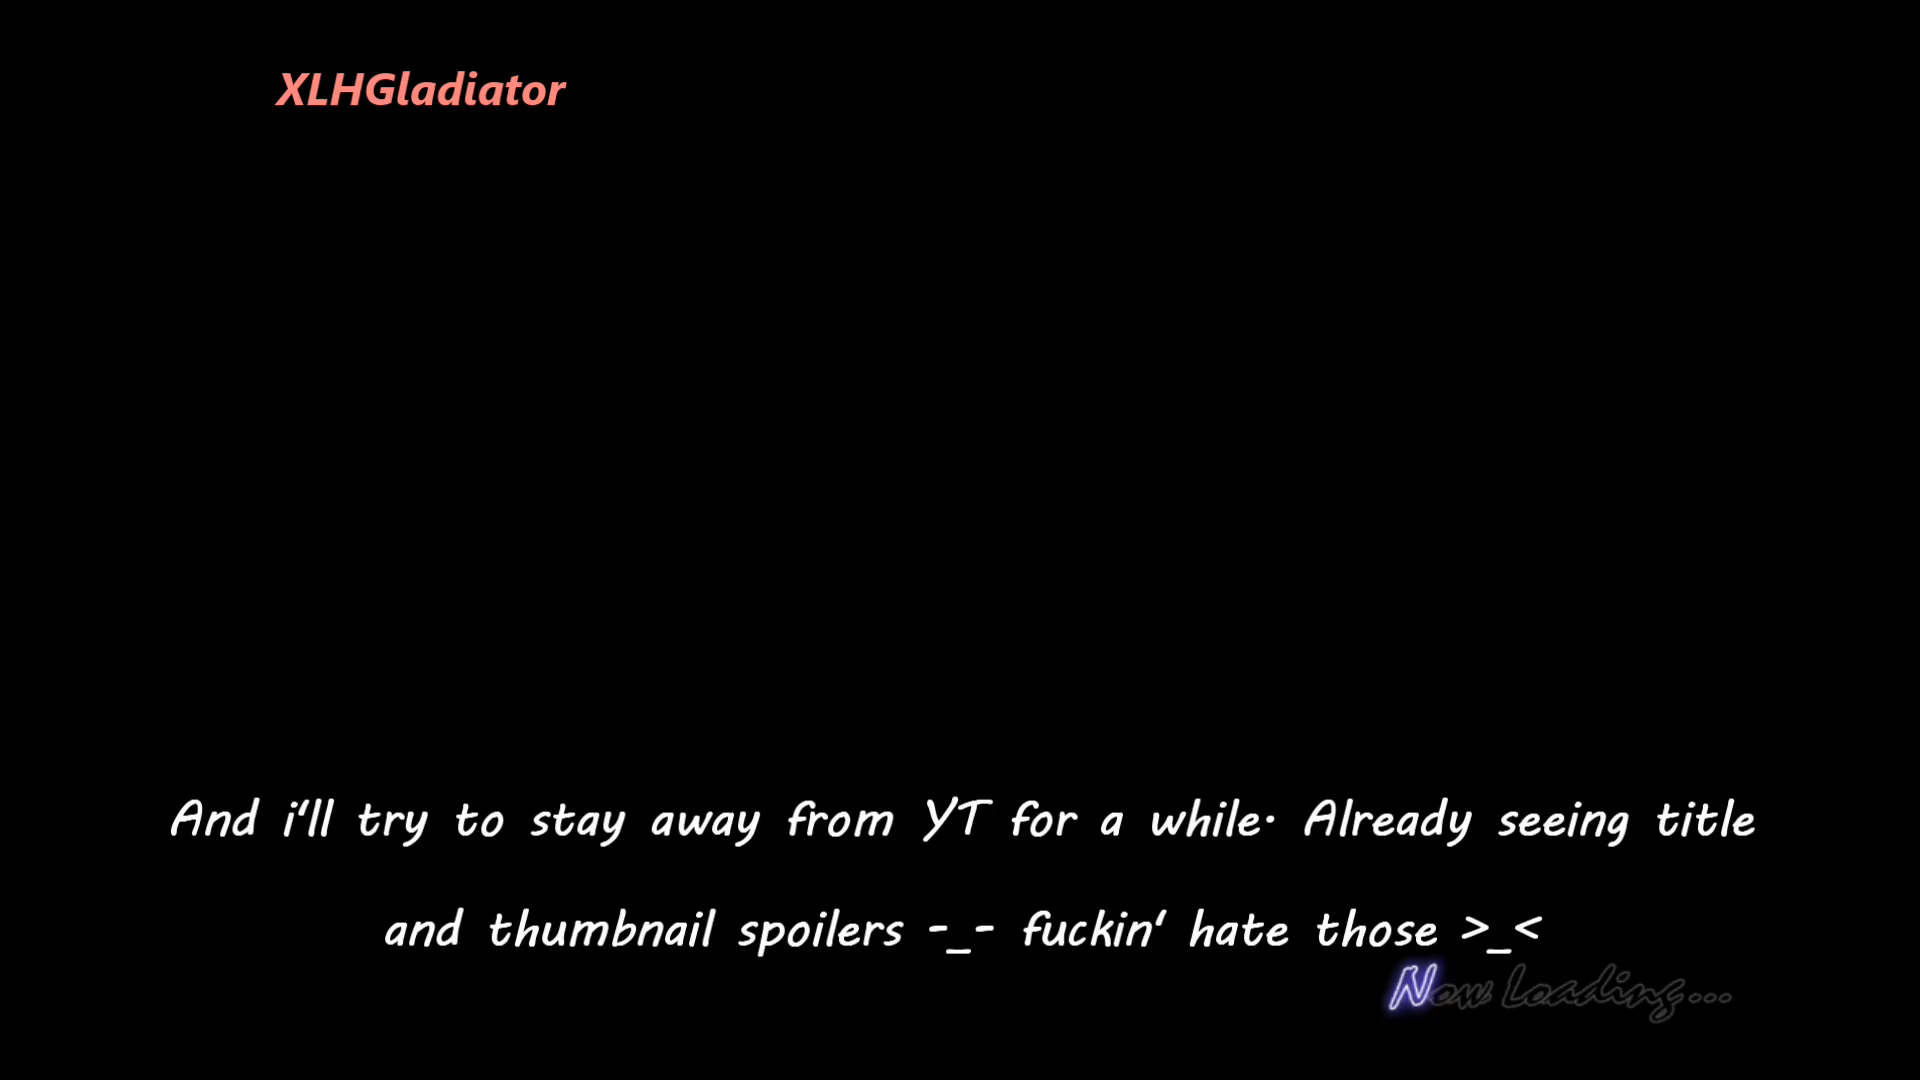 XLHGladiator
And i'll try to stay away from YT for a while. Already seeing title
and thumbnail spoilers -_- fuckin' hate those >_<
Now Loading...